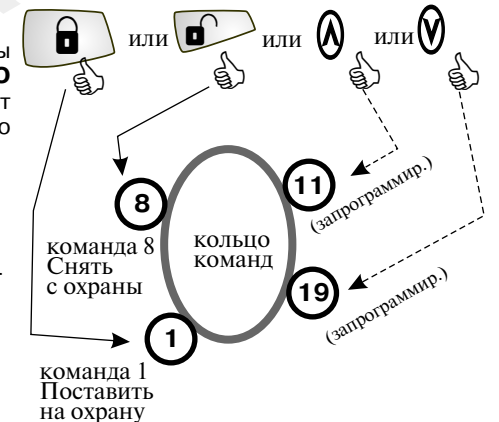 или
или
или
ы
О
т
о
8
11
(запрограммир.)
команда 8
Снять
с охраны
кольцо
команд
19
(запрограммир.)
1
команда 1
Поставить
на охрану